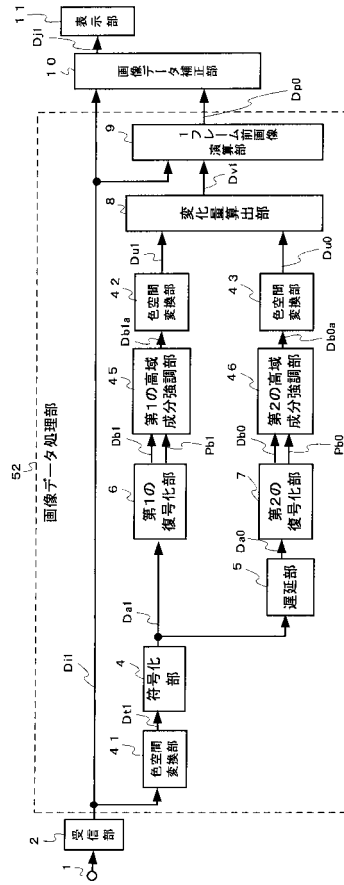 1
2
受信部
Di1
52
画像データ処理部
41
色空間
変換部
Dt1
4
符号化
部
Da1
5
遅延部
Da0
6
第1の
復号化部
Db1
Pb1
7
第2の
復号化部
Db0
Pb0
45
第1の高域
成分強調部
Db1a
46
第2の高域
成分強調部
Db0a
42
色空間
変換部
Du1
43
色空間
変換部
Du0
8
変化量算出部
Dv1
9
1フレーム前画像
演算部
Dp0
10
画像データ補正部
Dj1
11
表示部